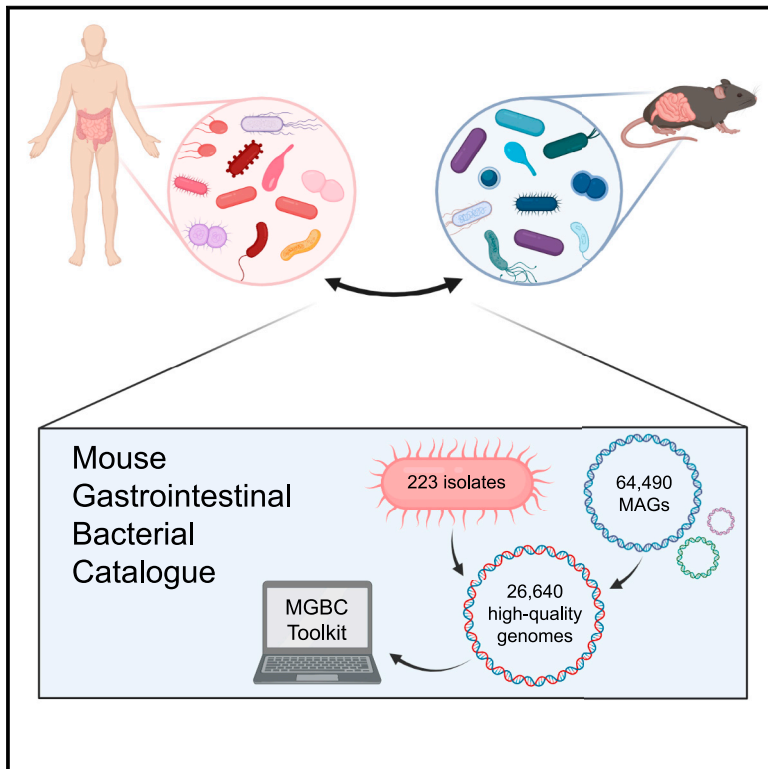 Mouse
Gastrointestinal
Bacterial
Catalogue
223 isolates
64,490
MAGs
26,640
high-quality
genomes
MGBC
Toolkit